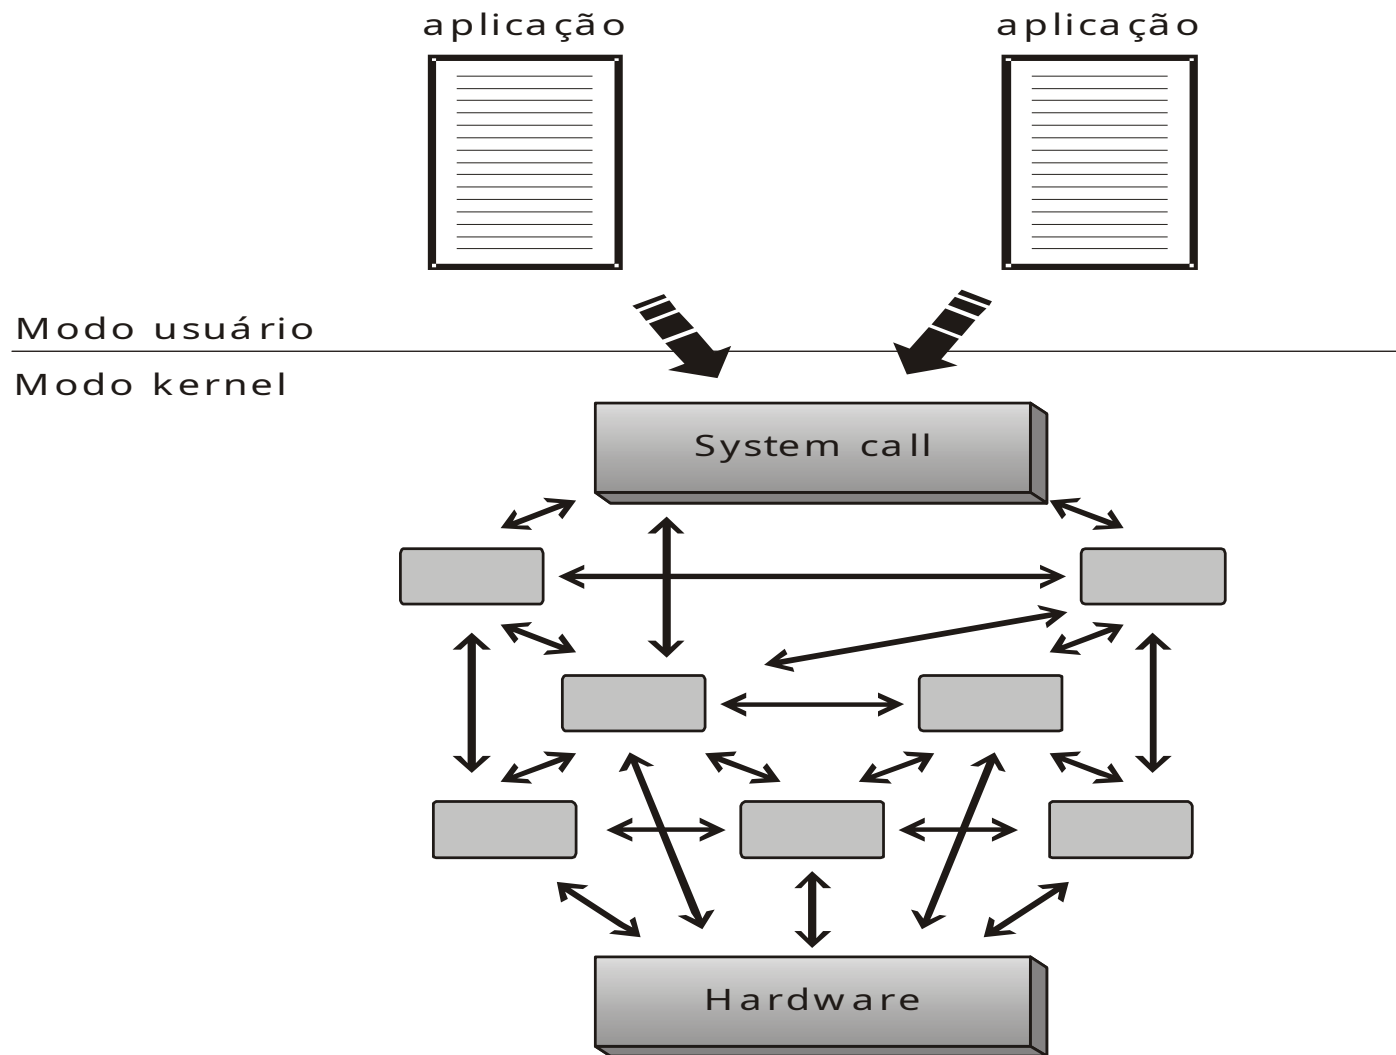 aplicação
aplicação
Modo usuário
Modo kernel
System call
Hardware